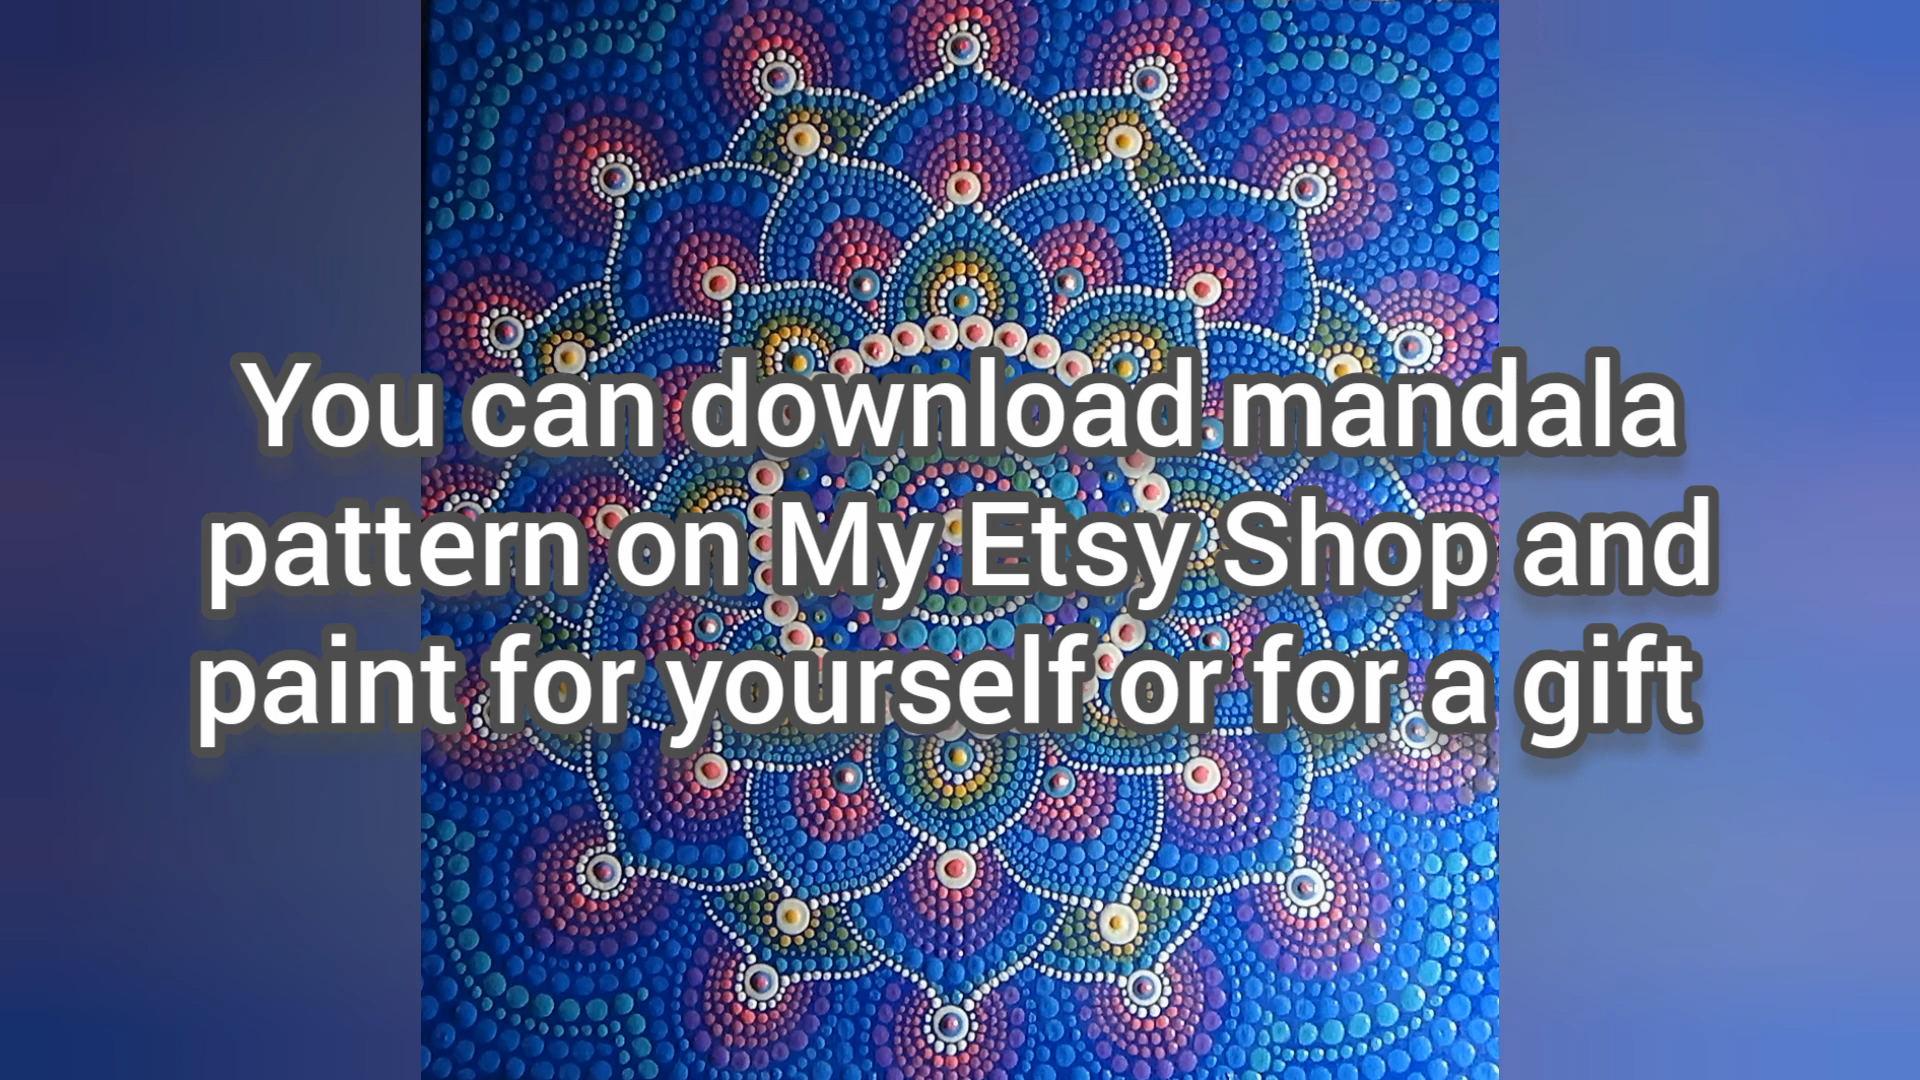 You can download mandala
pattern on My Etsy Shop and
paint for yourself or for a gift